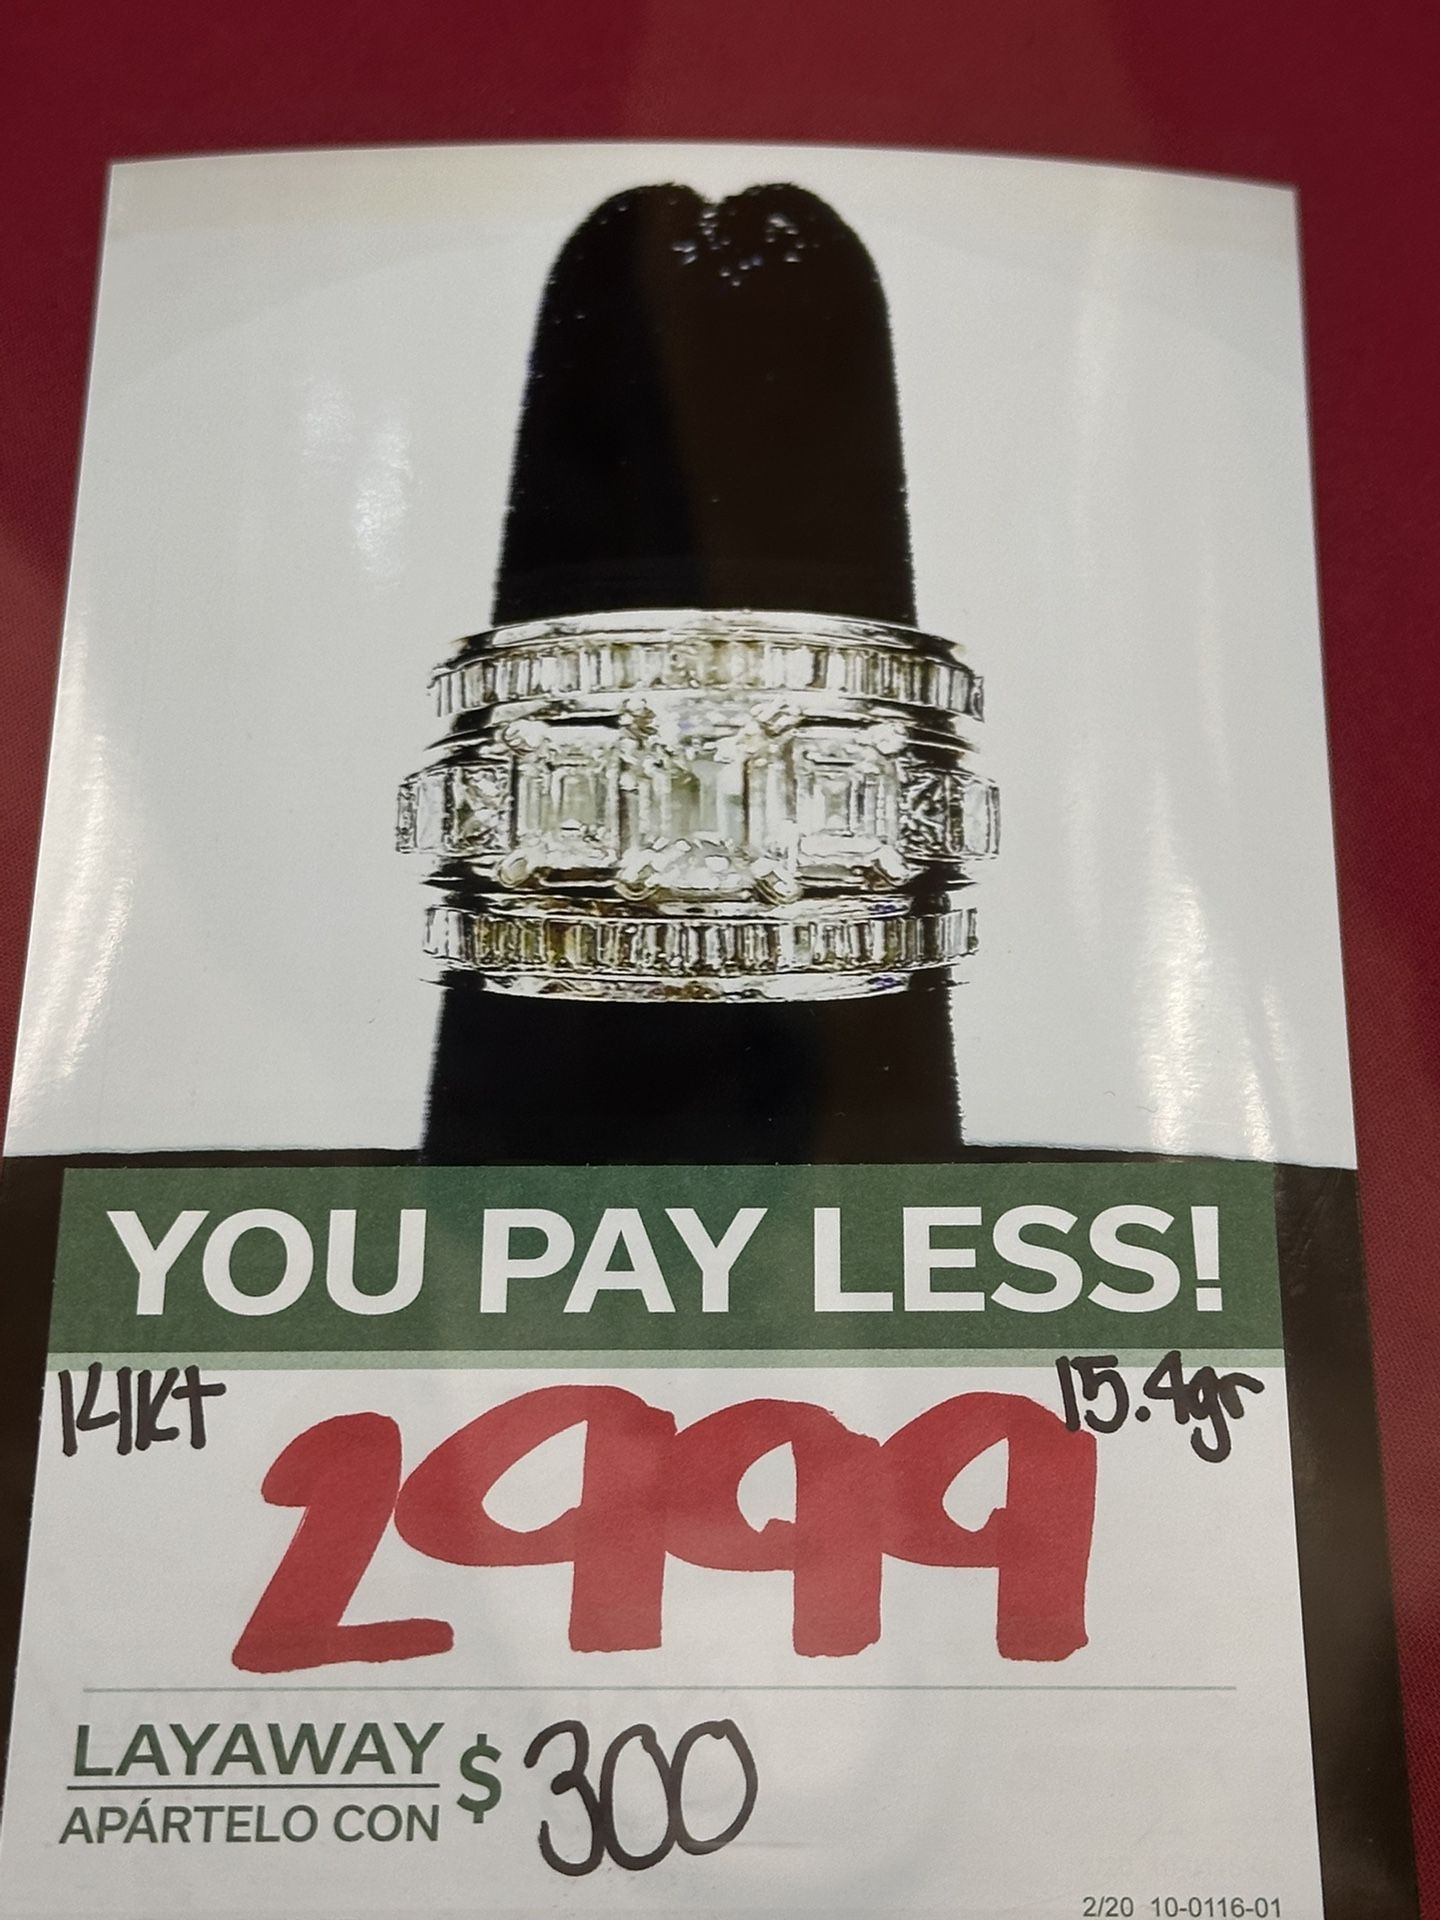 YOU PAY LESS!
14kt 15.4gr
2999
LAYAWAY $300
APÁRTELO CON
2/20 10-0116-01